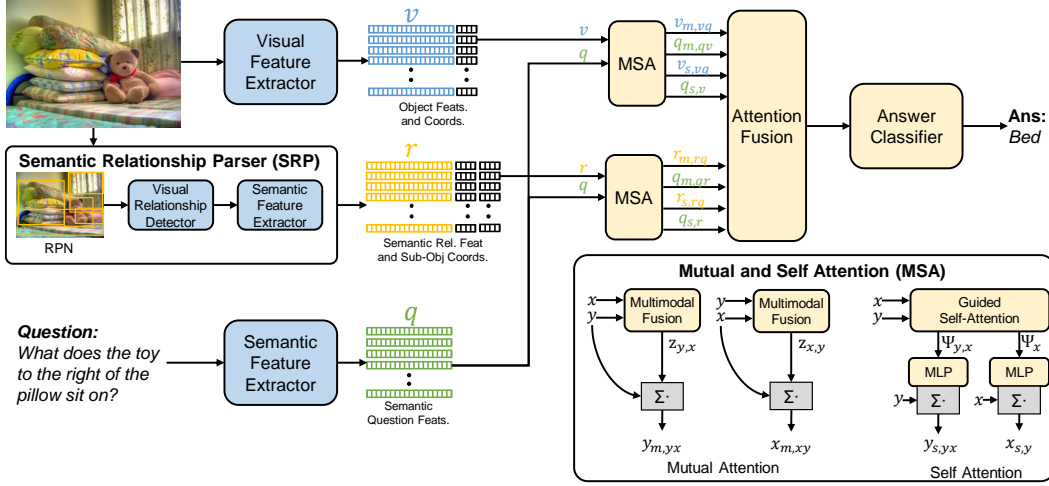 Visual
Feature
Extractor
v
Object Feats.
and Coords.
v
q
MSA
v_{m,vq}
q_{m,qv}
v_{s,vq}
q_{s,v}
Attention
Fusion
Answer
Classifier
Ans:
Bed
Semantic Relationship Parser (SRP)
RPN
Visual
Relationship
Detector
Semantic
Feature
Extractor
r
Semantic Rel. Feat
and Sub-Obj Coords.
r
q
MSA
r_{m,rq}
q_{m,qr}
r_{s,rq}
q_{s,r}
Question:
What does the toy
to the right of the
pillow sit on?
Semantic
Feature
Extractor
q
Semantic
Question Feats.
Mutual and Self Attention (MSA)
x
y
Multimodal
Fusion
z_{y,x}
Σ·
y_{m,yx}
y
x
Multimodal
Fusion
z_{x,y}
Σ·
x_{m,xy}
Mutual Attention
x
y
Guided
Self-Attention
Ψ_{y,x}
Ψ_x
MLP
MLP
y
Σ·
x
Σ·
y_{s,yx}
x_{s,y}
Self Attention